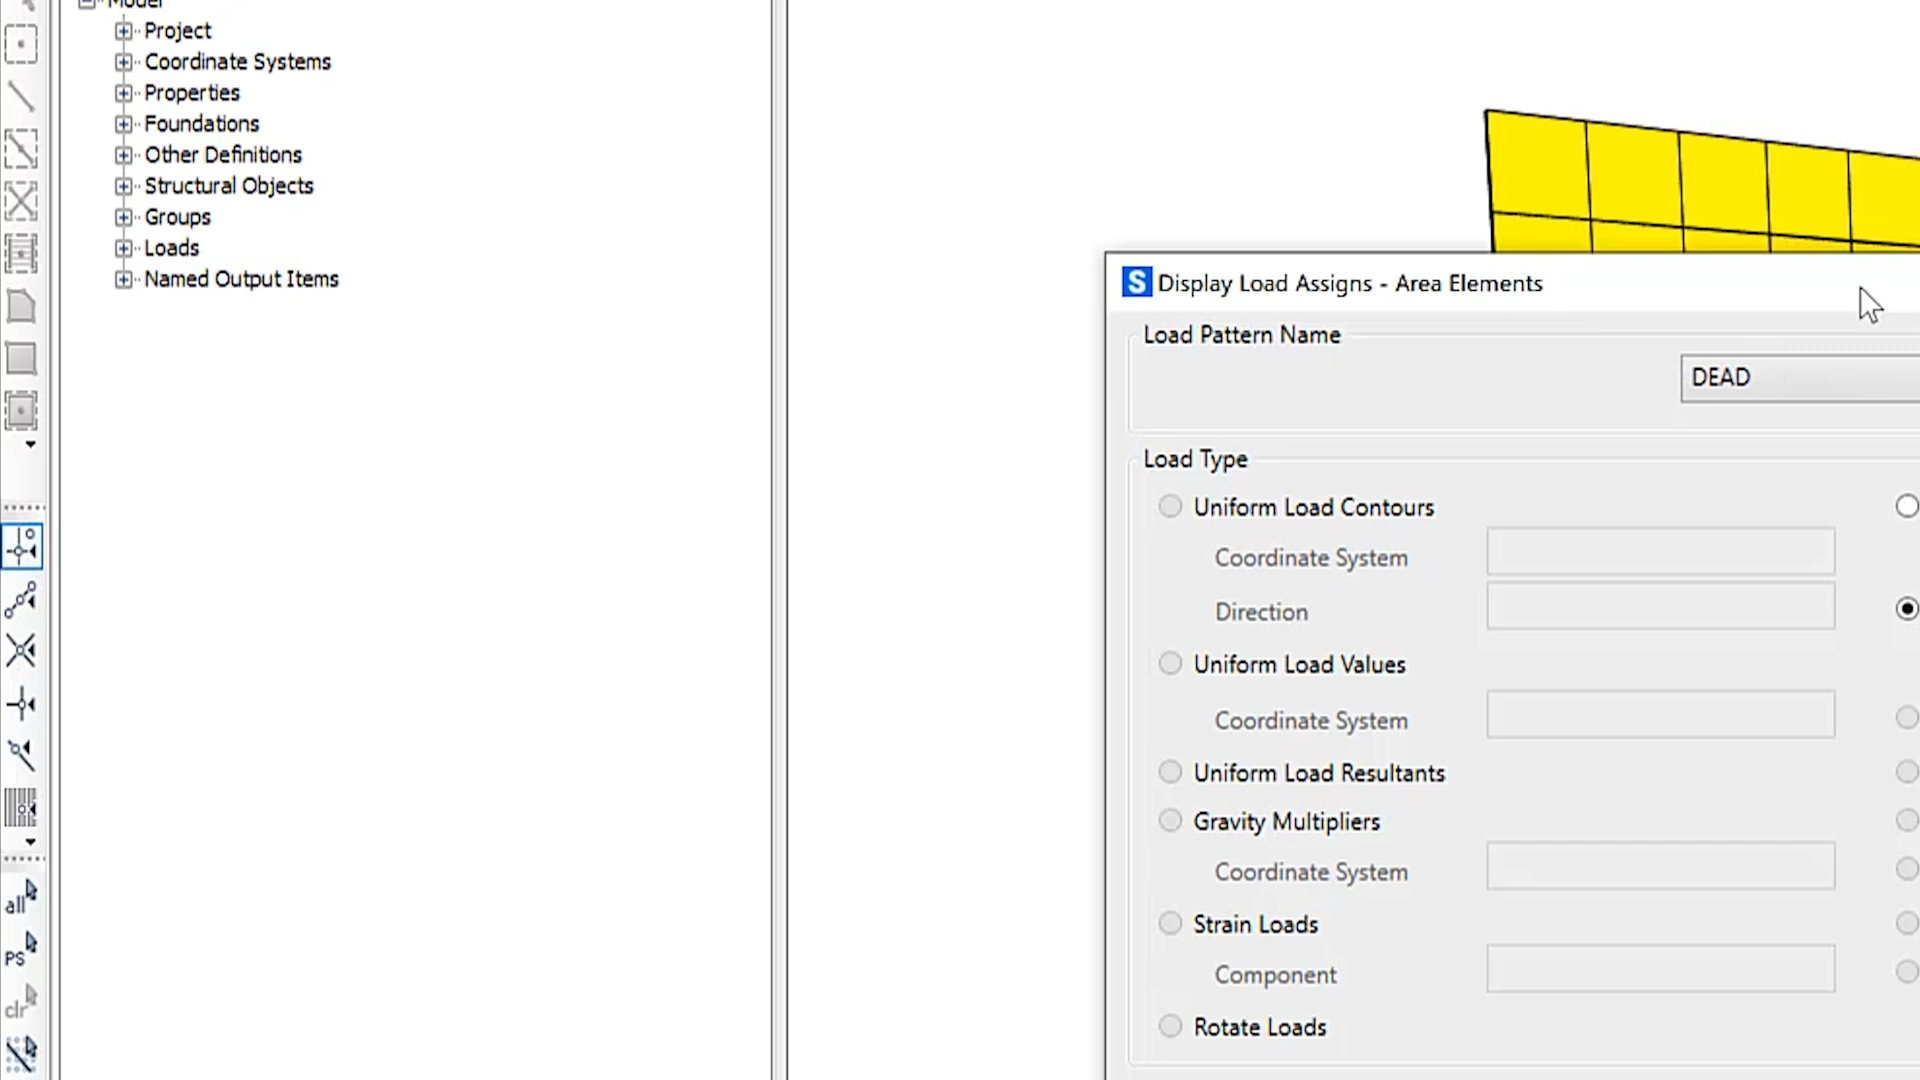 Model
Project
Coordinate Systems
Properties
Foundations
Other Definitions
Structural Objects
Groups
Loads
Named Output Items
S Display Load Assigns - Area Elements
Load Pattern Name
DEAD
Load Type
Uniform Load Contours
Coordinate System
Direction
Uniform Load Values
Coordinate System
Uniform Load Resultants
Gravity Multipliers
Coordinate System
Strain Loads
Component
Rotate Loads
all
PS
clr